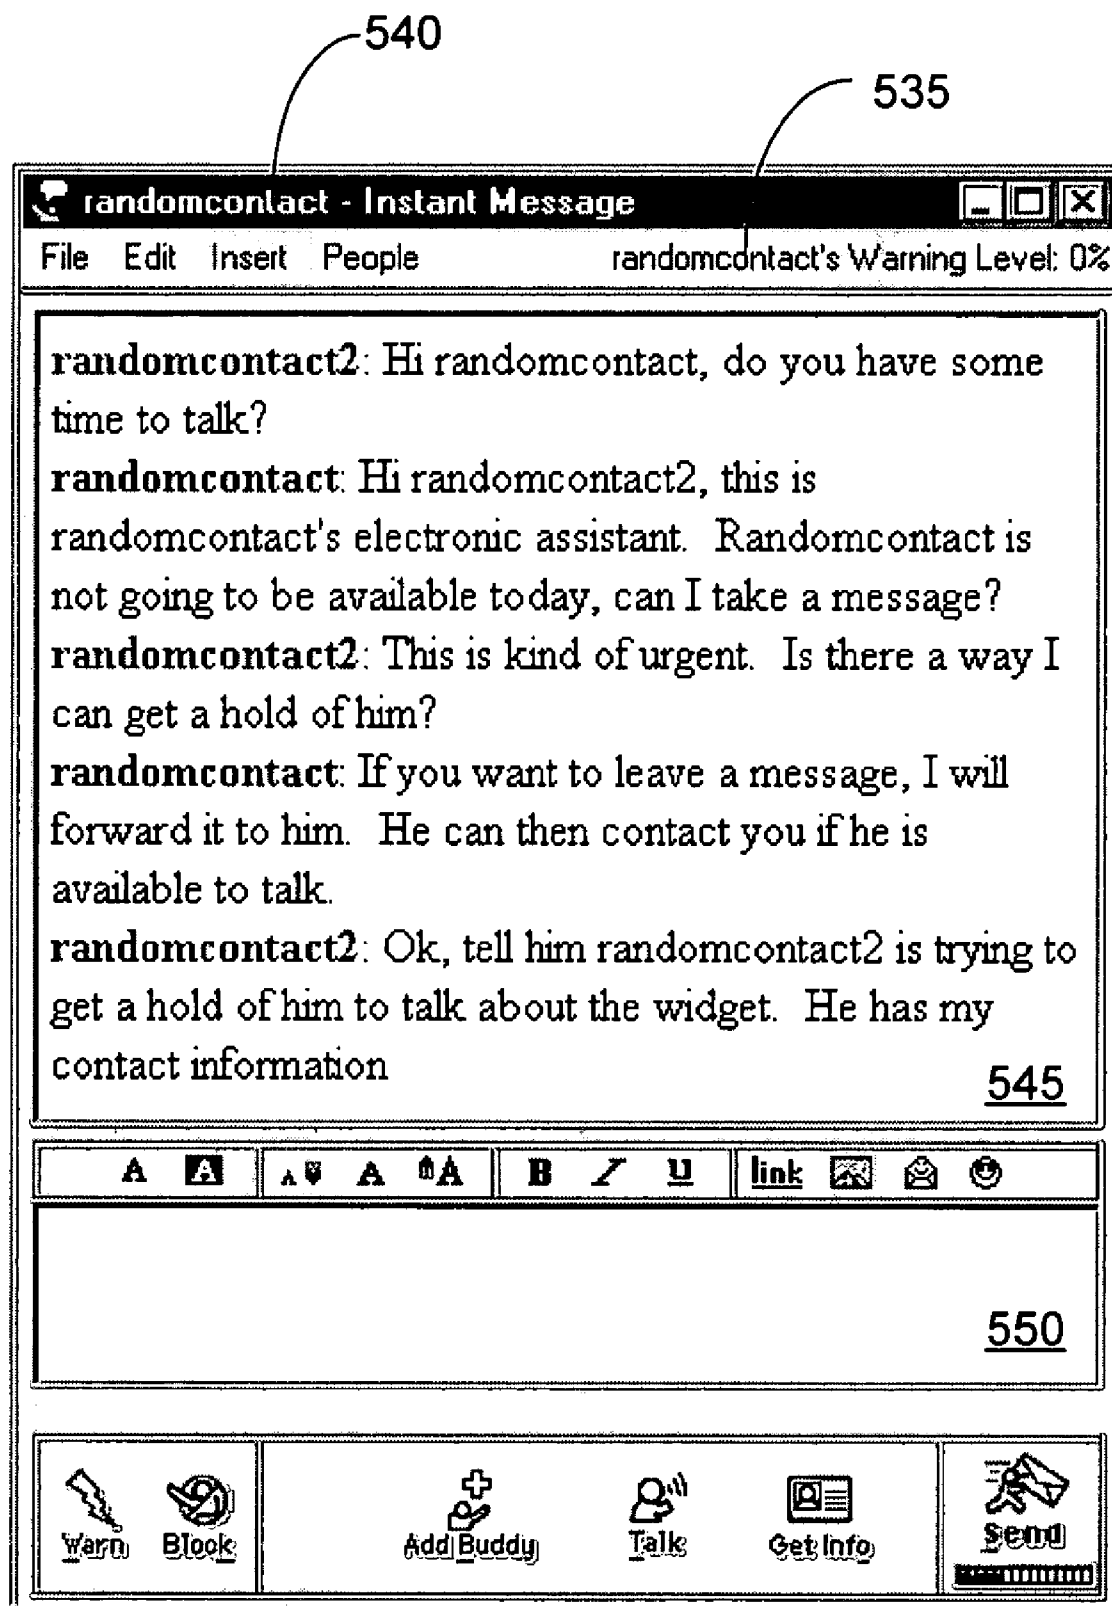 540
535
randomcontact - Instant Message
File Edit Insert People randomcontact's Warning Level: 0%
randomcontact2: Hi randomcontact, do you have some
time to talk?
randomcontact: Hi randomcontact2, this is
randomcontact's electronic assistant. Randomcontact is
not going to be available today, can I take a message?
randomcontact2: This is kind of urgent. Is there a way I
can get a hold of him?
randomcontact: If you want to leave a message, I will
forward it to him. He can then contact you if he is
available to talk.
randomcontact2: Ok, tell him randomcontact2 is trying to
get a hold of him to talk about the widget. He has my
contact information
545
A A A A A B I U link
550
Warn Block Add Buddy Talk Get Info Send